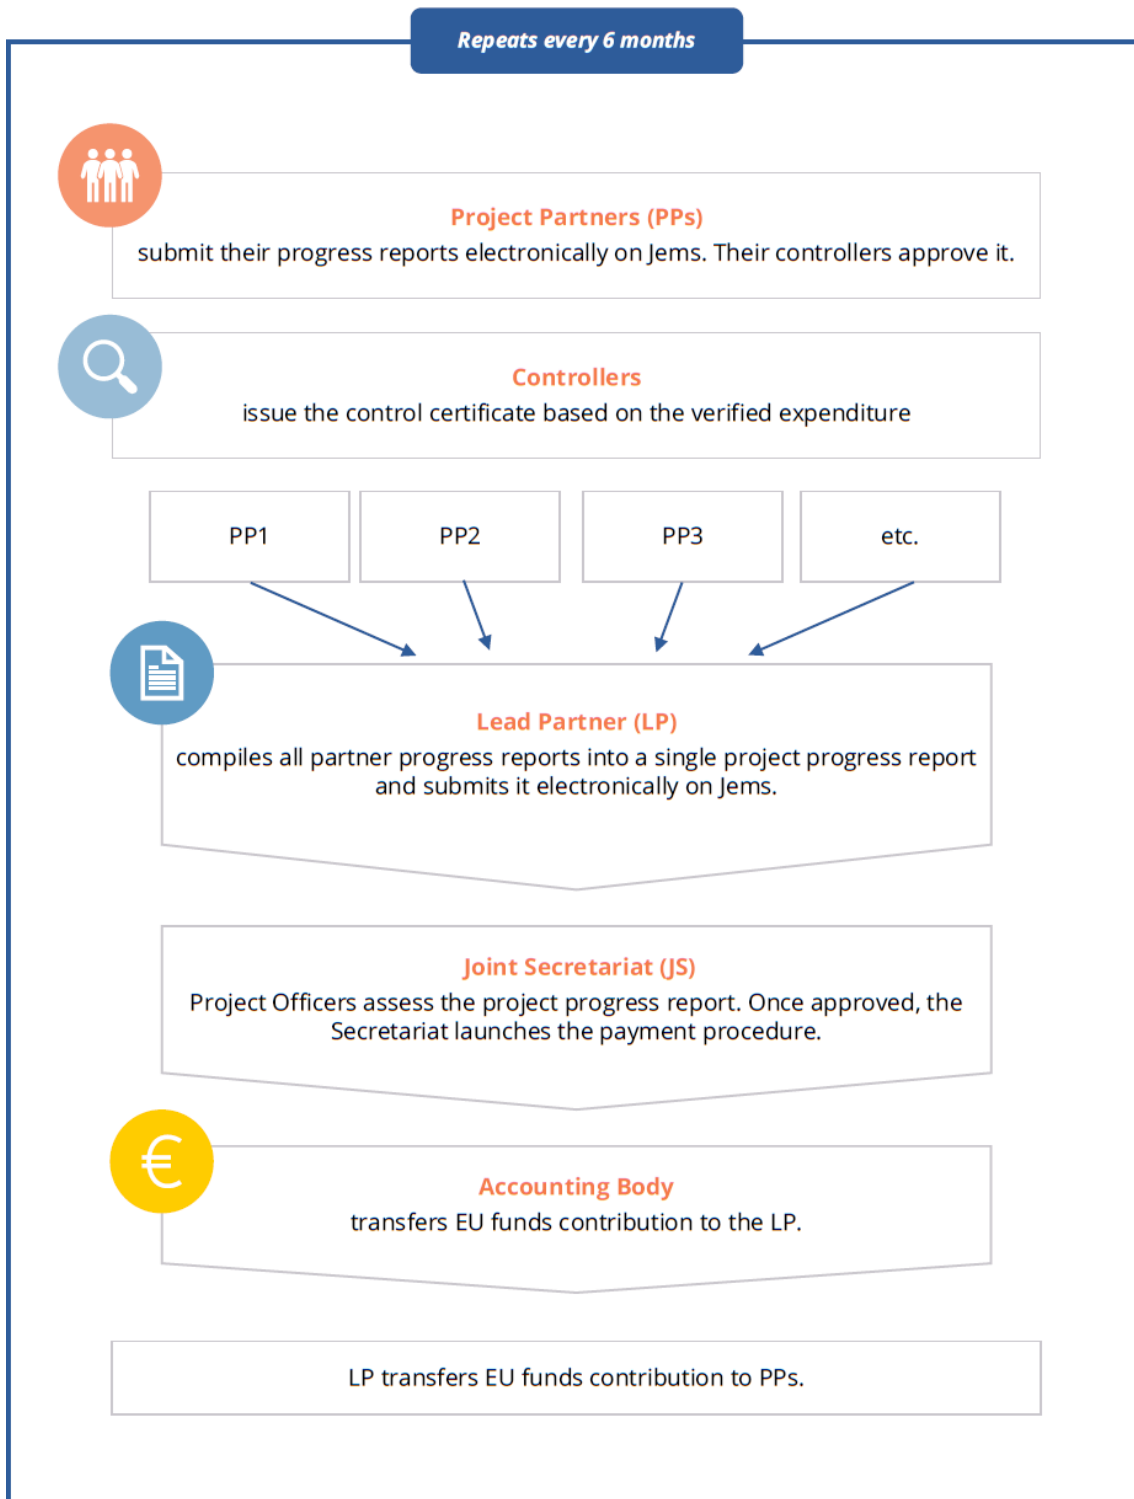 Repeats every 6 months
Project Partners (PPs)
submit their progress reports electronically on Jems. Their controllers approve it.
Controllers
issue the control certificate based on the verified expenditure
PP1
PP2
PP3
etc.
Lead Partner (LP)
compiles all partner progress reports into a single project progress report
and submits it electronically on Jems.
Joint Secretariat (JS)
Project Officers assess the project progress report. Once approved, the
Secretariat launches the payment procedure.
€
Accounting Body
transfers EU funds contribution to the LP.
LP transfers EU funds contribution to PPs.